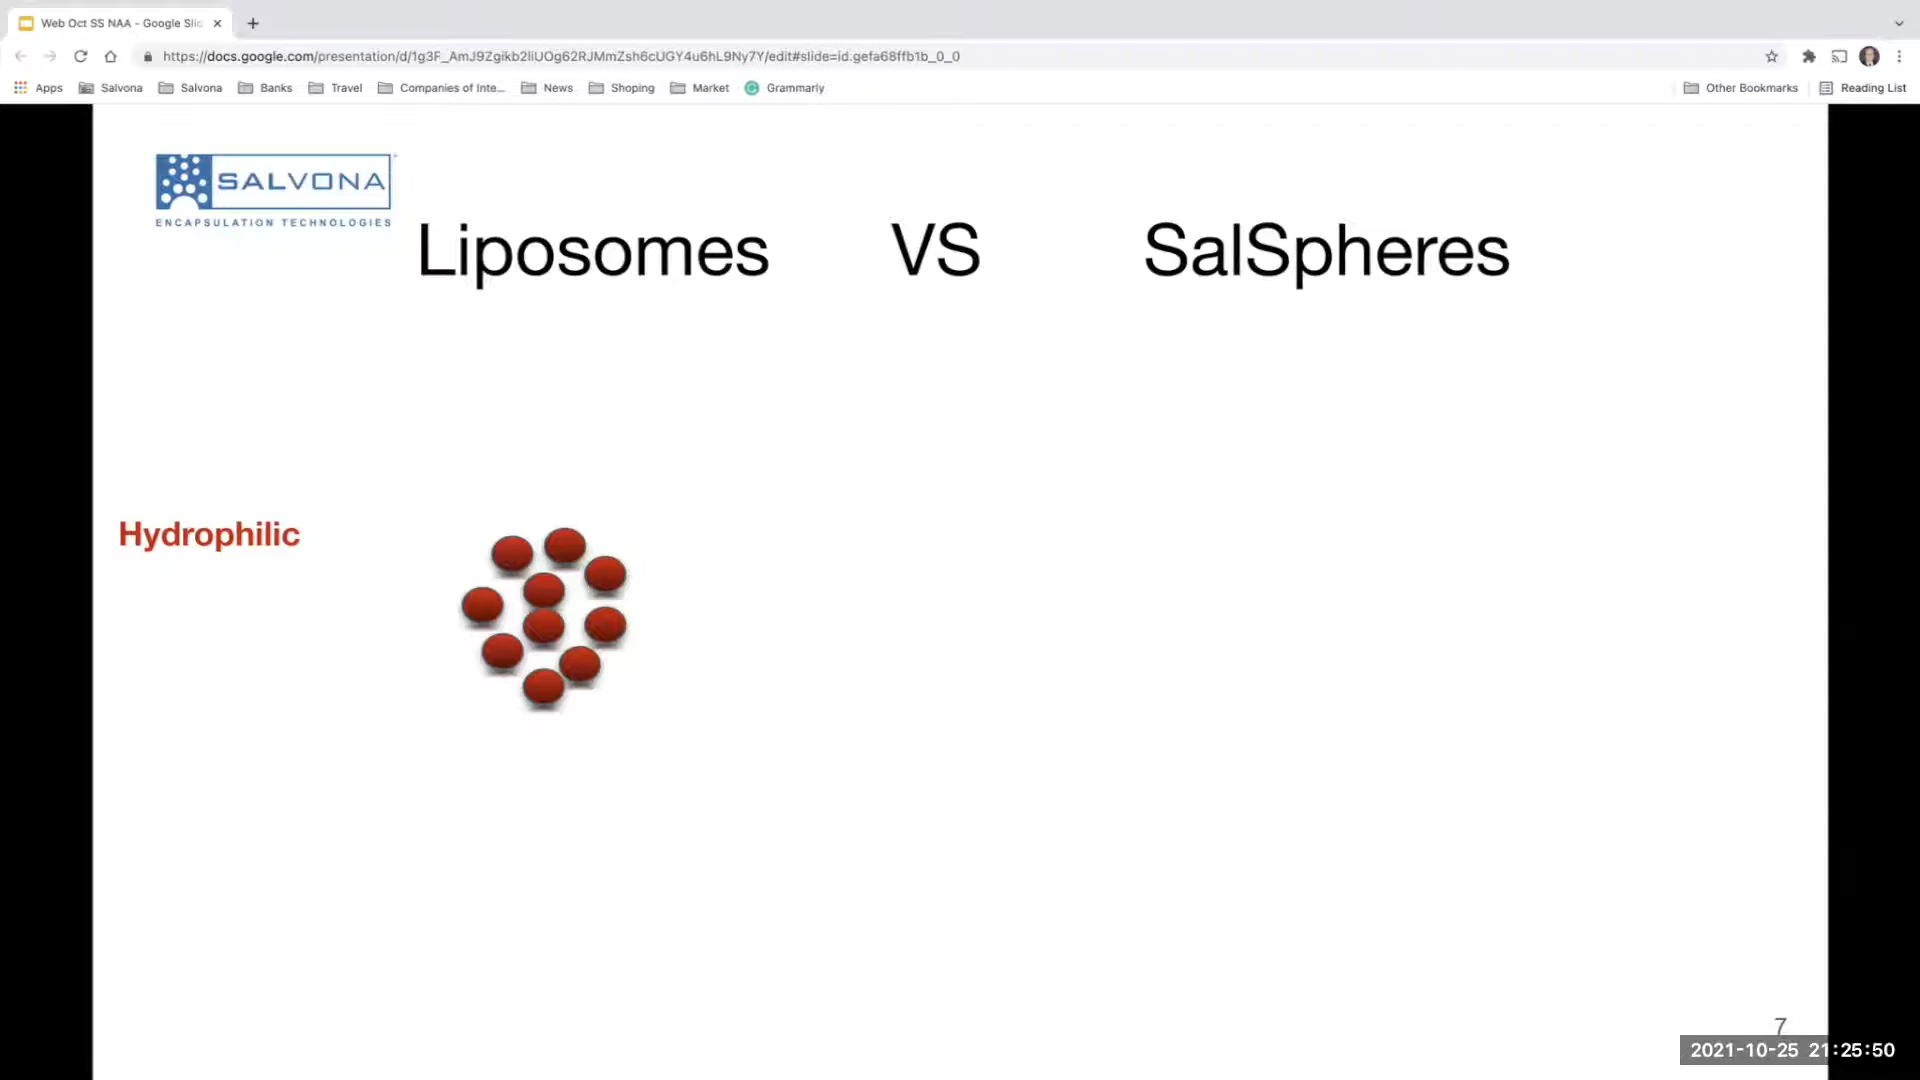 Web Oct SS NAA - Google Slic
https://docs.google.com/presentation/d/1g3F_AmJ9Zgikb2liUOg62RJMmZsh6cUGY4u6hL9Ny7Y/edit#slide=id.gefa68ffb1b_0_0
Apps Salvona Salvona Banks Travel Companies of Inte... News Shoping Market Grammarly Other Bookmarks Reading List
SALVONA
ENCAPSULATION TECHNOLOGIES
Liposomes VS SalSpheres
Hydrophilic
7
2021-10-25 21:25:50